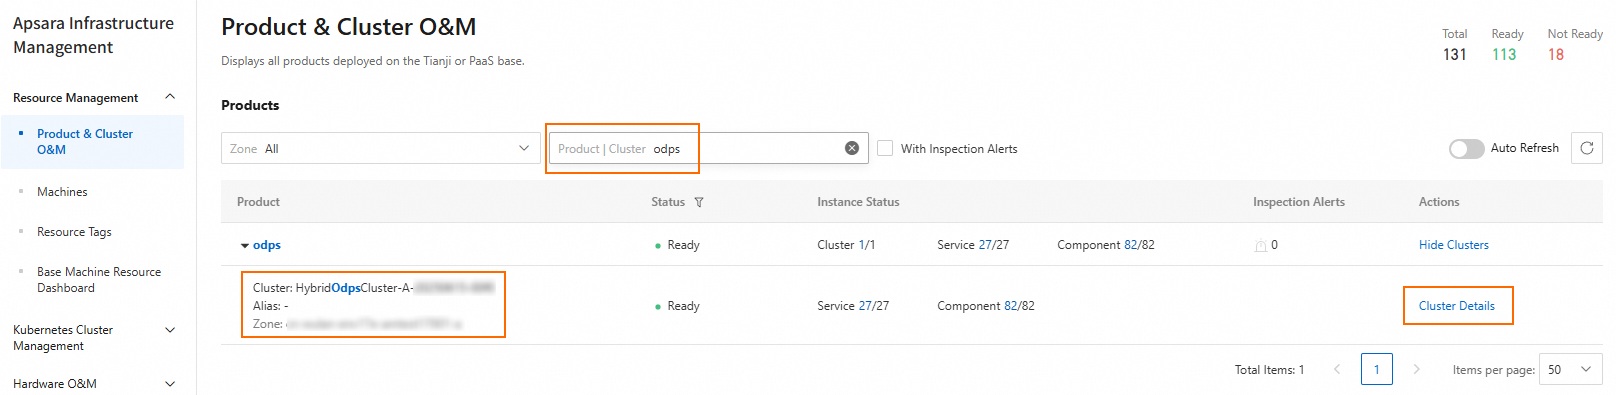 Apsara Infrastructure
Management
Resource Management
Product & Cluster
O&M
Machines
Resource Tags
Base Machine Resource
Dashboard
Kubernetes Cluster
Management
Hardware O&M
Product & Cluster O&M
Displays all products deployed on the Tianji or PaaS base.
Total Ready Not Ready
131 113 18
Products
Zone All
Product | Cluster odps
With Inspection Alerts
Auto Refresh
Product Status Instance Status Inspection Alerts Actions
odps Ready Cluster 1/1 Service 27/27 Component 82/82 0 Hide Clusters
Cluster: HybridOdpsCluster-A-
Alias: -
Zone:
Ready Service 27/27 Component 82/82 Cluster Details
Total Items: 1 1 Items per page: 50